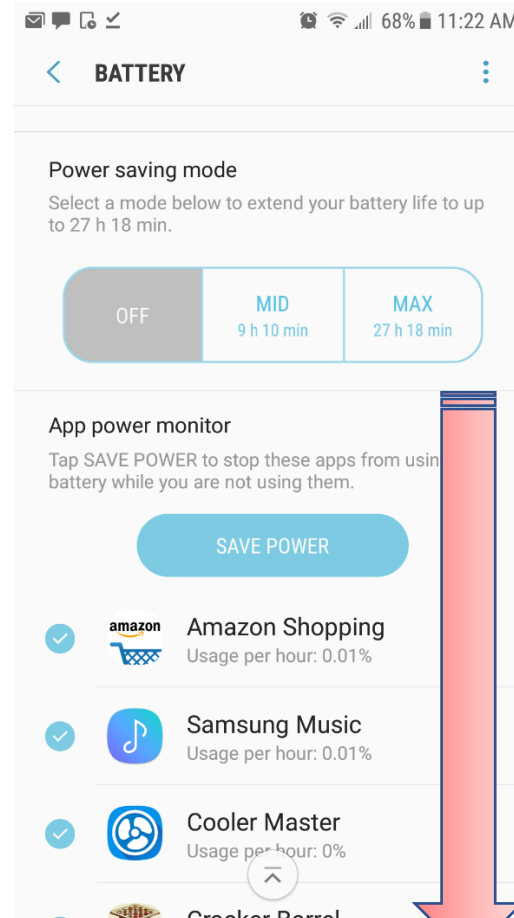 68% 11:22 AM
BATTERY
Power saving mode
Select a mode below to extend your battery life to up
to 27 h 18 min.
OFF
MID
9 h 10 min
MAX
27 h 18 min
App power monitor
Tap SAVE POWER to stop these apps from usin
battery while you are not using them.
SAVE POWER
amazon
Amazon Shopping
Usage per hour: 0.01%
Samsung Music
Usage per hour: 0.01%
Cooler Master
Usage per hour: 0%
Cracker Barrel